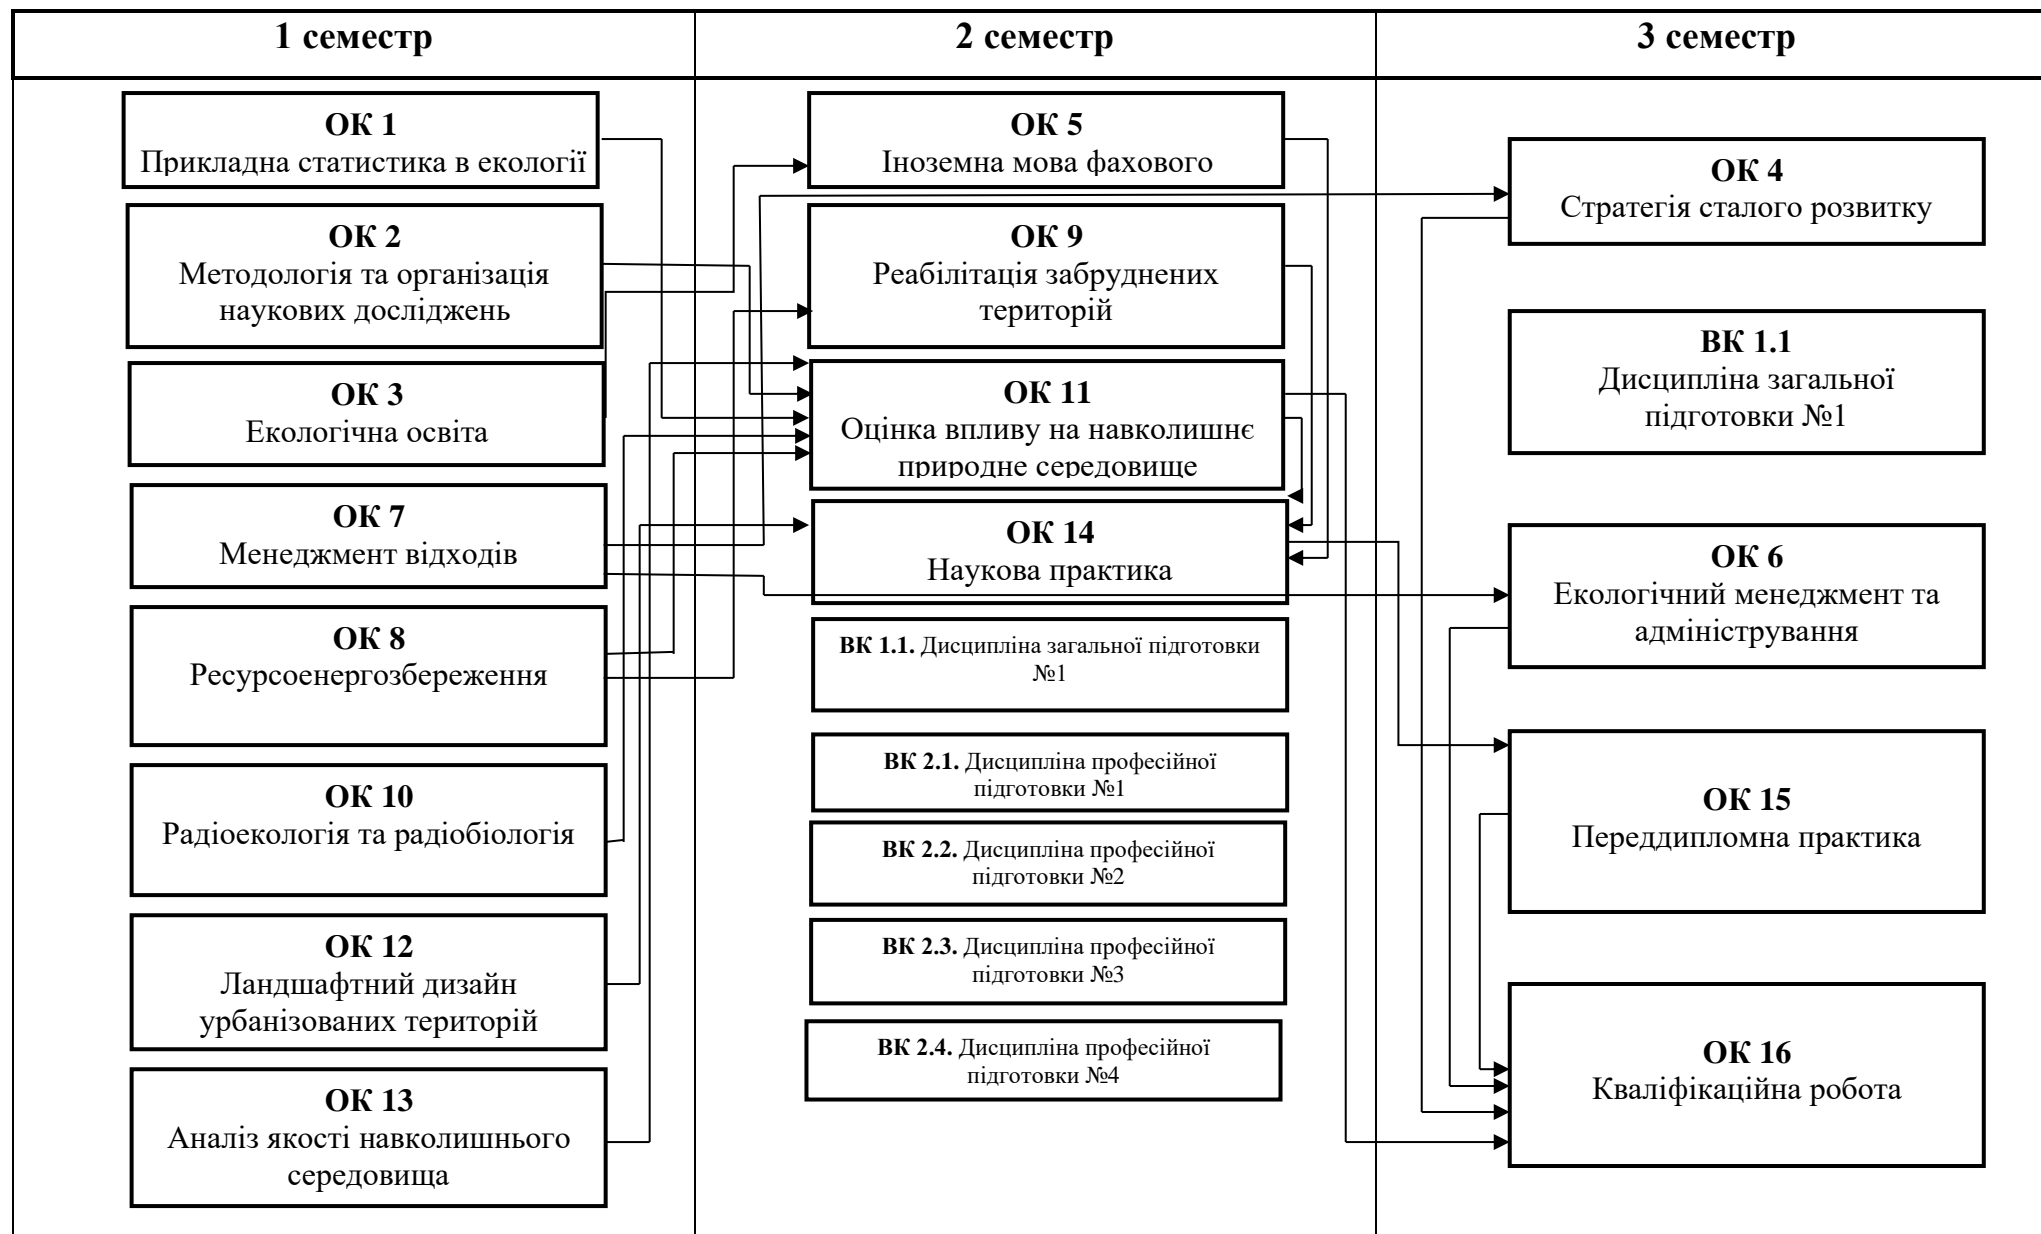 1 семестр
2 семестр
3 семестр
ОК 1
Прикладна статистика в екології
ОК 2
Методологія та організація
наукових досліджень
ОК 3
Екологічна освіта
ОК 7
Менеджмент відходів
ОК 8
Ресурсоенергозбереження
ОК 10
Радіоекологія та радіобіологія
ОК 12
Ландшафтний дизайн
урбанізованих територій
ОК 13
Аналіз якості навколишнього
середовища
ОК 5
Іноземна мова фахового
ОК 9
Реабілітація забруднених
територій
ОК 11
Оцінка впливу на навколишнє
природне середовище
ОК 14
Наукова практика
ВК 1.1. Дисципліна загальної підготовки
№1
ВК 2.1. Дисципліна професійної
підготовки №1
ВК 2.2. Дисципліна професійної
підготовки №2
ВК 2.3. Дисципліна професійної
підготовки №3
ВК 2.4. Дисципліна професійної
підготовки №4
ОК 4
Стратегія сталого розвитку
ВК 1.1
Дисципліна загальної
підготовки №1
ОК 6
Екологічний менеджмент та
адміністрування
ОК 15
Переддипломна практика
ОК 16
Кваліфікаційна робота